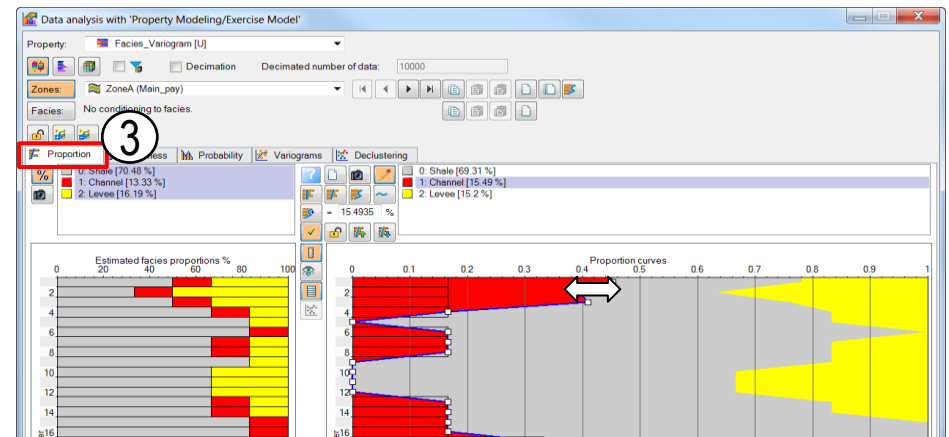 Data analysis with 'Property Modeling/Exercise Model'
Property: Facies_Variogram [U]
Decimation Decimated number of data: 10000
Zones: ZoneA (Main_pay)
Facies: No conditioning to facies.
3
Proportion ness Probability Variograms Declustering
% 0: Shale [70.48 %]
1: Channel [13.33 %]
2: Levee [16.19 %]
? 0: Shale [69.31 %]
1: Channel [15.49 %]
2: Levee [15.2 %]
= 15.4935 %
Estimated facies proportions %
0 20 40 60 80 100
2
4
6
8
10
12
14
16
Proportion curves
0 0.1 0.2 0.3 0.4 0.5 0.6 0.7 0.8 0.9 1
2
4
6
8
10
12
14
16